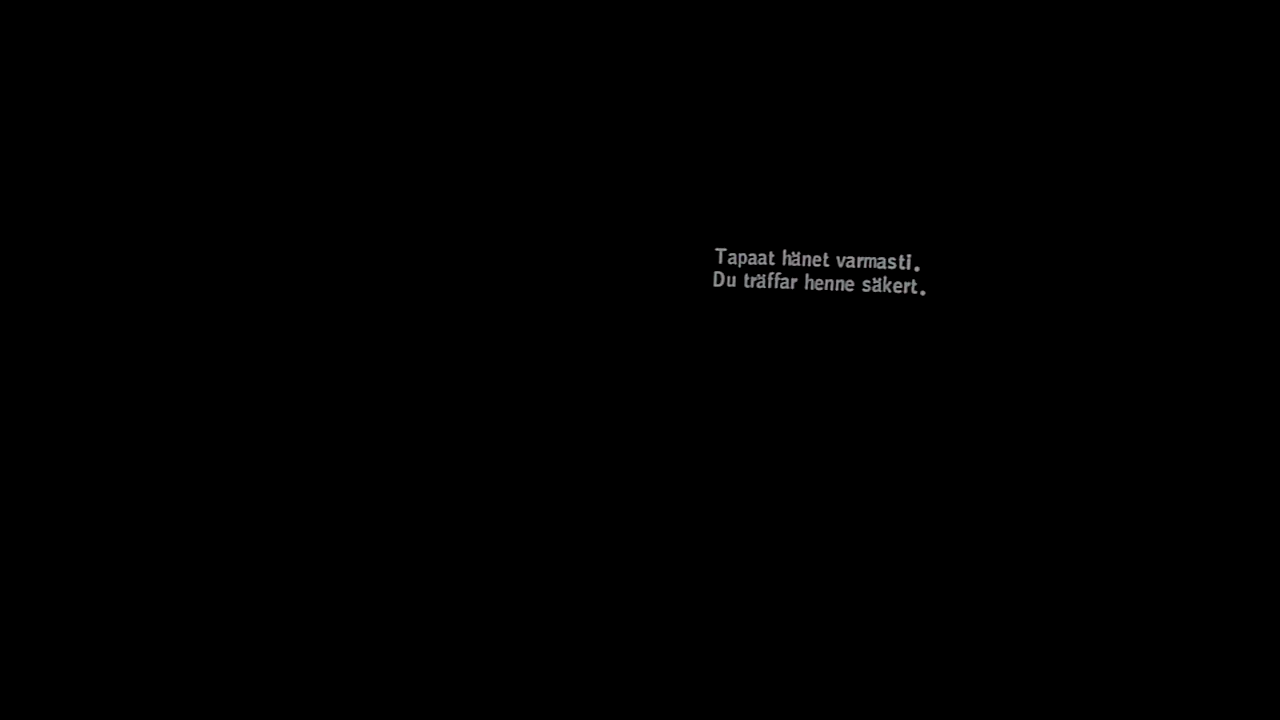 Tapaat hänet varmasti.
Du träffar henne säkert.